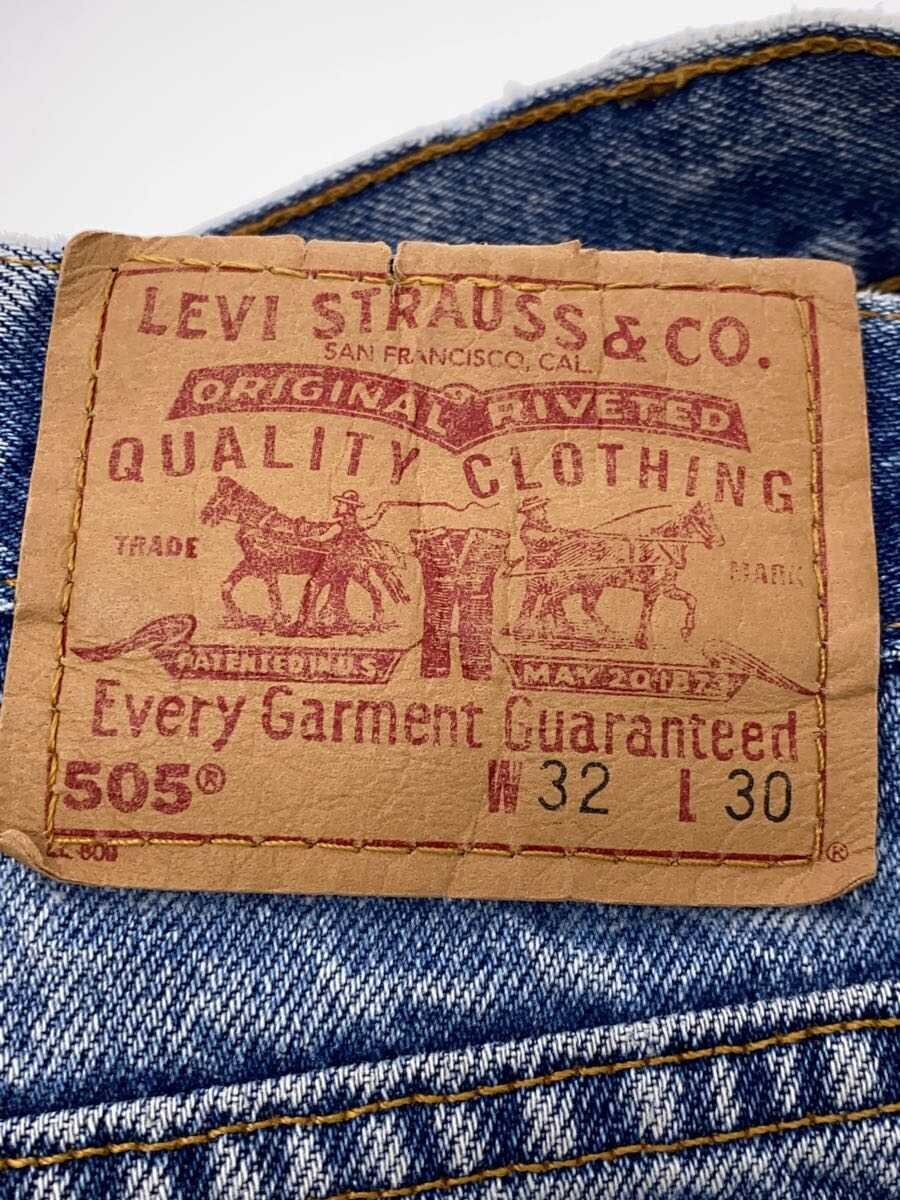 LEVI STRAUSS & CO.
SAN FRANCISCO, CAL.
ORIGINAL RIVETED
QUALITY CLOTHING
TRADE MARK
PATENTED IN U.S. MAY 20 1873
Every Garment Guaranteed
505® W 32 L 30
®